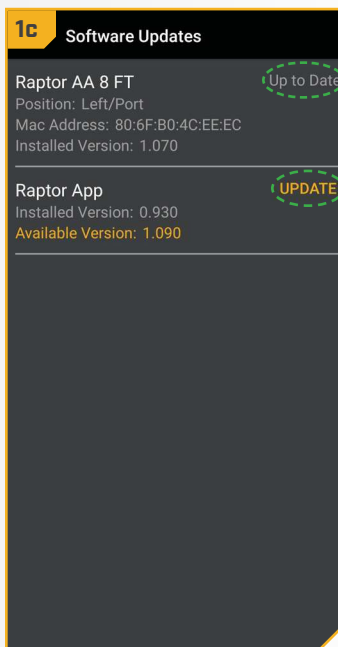 1c
Software Updates
Raptor AA 8 FT
Up to Date
Position: Left/Port
Mac Address: 80:6F:B0:4C:EE:EC
Installed Version: 1.070
Raptor App
UPDATE
Installed Version: 0.930
Available Version: 1.090